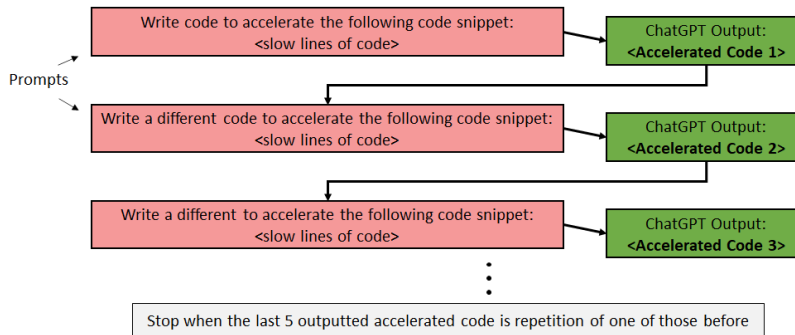 Write code to accelerate the following code snippet:
<slow lines of code>
ChatGPT Output:
<Accelerated Code 1>
Prompts
Write a different code to accelerate the following code snippet:
<slow lines of code>
ChatGPT Output:
<Accelerated Code 2>
Write a different to accelerate the following code snippet:
<slow lines of code>
ChatGPT Output:
<Accelerated Code 3>
Stop when the last 5 outputted accelerated code is repetition of one of those before